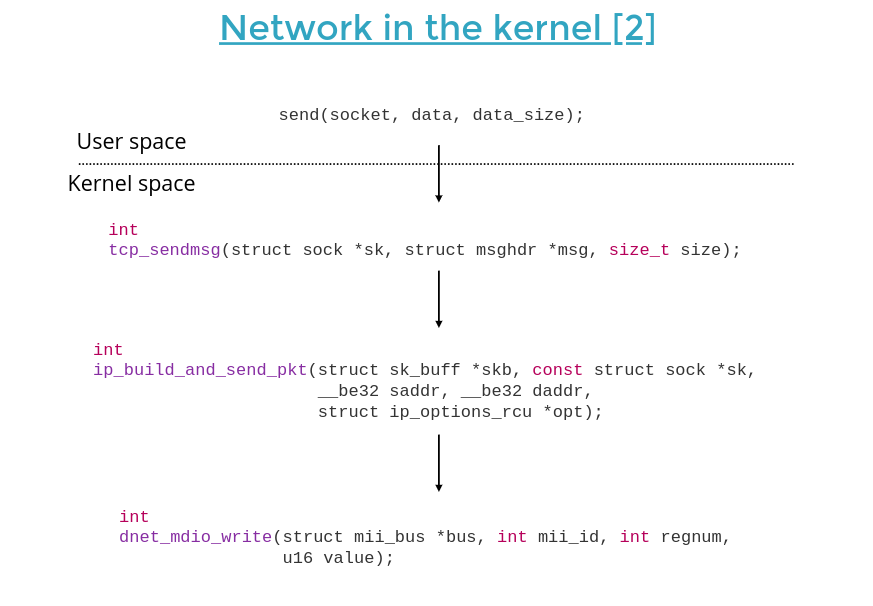 Network in the kernel [2]
send(socket, data, data_size);
User space
Kernel space
int
tcp_sendmsg(struct sock *sk, struct msghdr *msg, size_t size);
int
ip_build_and_send_pkt(struct sk_buff *skb, const struct sock *sk,
__be32 saddr, __be32 daddr,
struct ip_options_rcu *opt);
int
dnet_mdio_write(struct mii_bus *bus, int mii_id, int regnum,
u16 value);